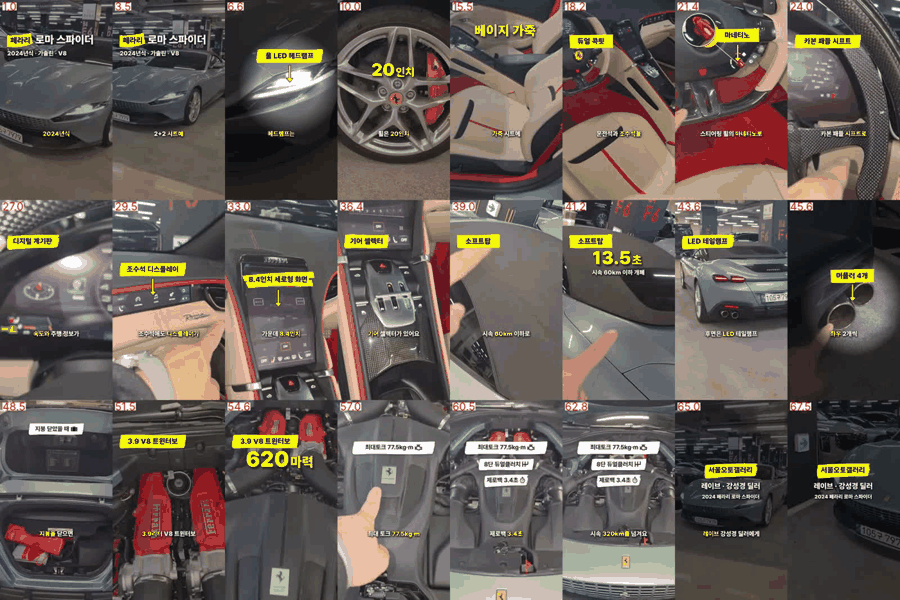 1.0
페라리 로마 스파이더
2024년식 · 가솔린 · V8
2024년식
3.5
페라리 로마 스파이더
2024년식 · 가솔린 · V8
2+2 시트에
6.6
풀 LED 헤드램프
헤드램프는
10.0
20인치
휠은 20인치
15.5
베이지 가죽
가죽 시트에
18.2
듀얼 콕핏
운전석과 조수석을
21.4
마네티노
스티어링 휠의 마네티노로
24.0
카본 패들 시프트
카본 패들 시프트로
27.0
디지털 계기판
속도와 주행 정보가
29.5
조수석 디스플레이
조수석에도 디스플레이가
33.0
8.4인치 세로형 화면
가운데 8.4인치
36.4
기어 셀렉터
기어 셀렉터가 있어요
39.0
소프트탑
시속 60km 이하로
41.2
소프트탑
13.5초
시속 60km 이하 개폐
43.6
LED 테일램프
후면은 LED 테일램프
45.6
머플러 4개
좌우 2개씩
48.5
지붕 닫았을 때
지붕을 닫으면
51.5
3.9 V8 트윈터보
3.9리터 V8 트윈터보
54.6
3.9 V8 트윈터보
620마력
57.0
최대토크 77.5kg·m
최대 토크 77.5kg·m
60.5
최대토크 77.5kg·m
8단 듀얼클러치
제로백 3.4초
제로백 3.4초
62.8
최대토크 77.5kg·m
8단 듀얼클러치
제로백 3.4초
시속 320km를 넘겨요
65.0
서울오토갤러리
레이브 · 강성경 딜러
2024 페라리 로마 스파이더
레이브 강성경 딜러에게
67.5
서울오토갤러리
레이브 · 강성경 딜러
2024 페라리 로마 스파이더